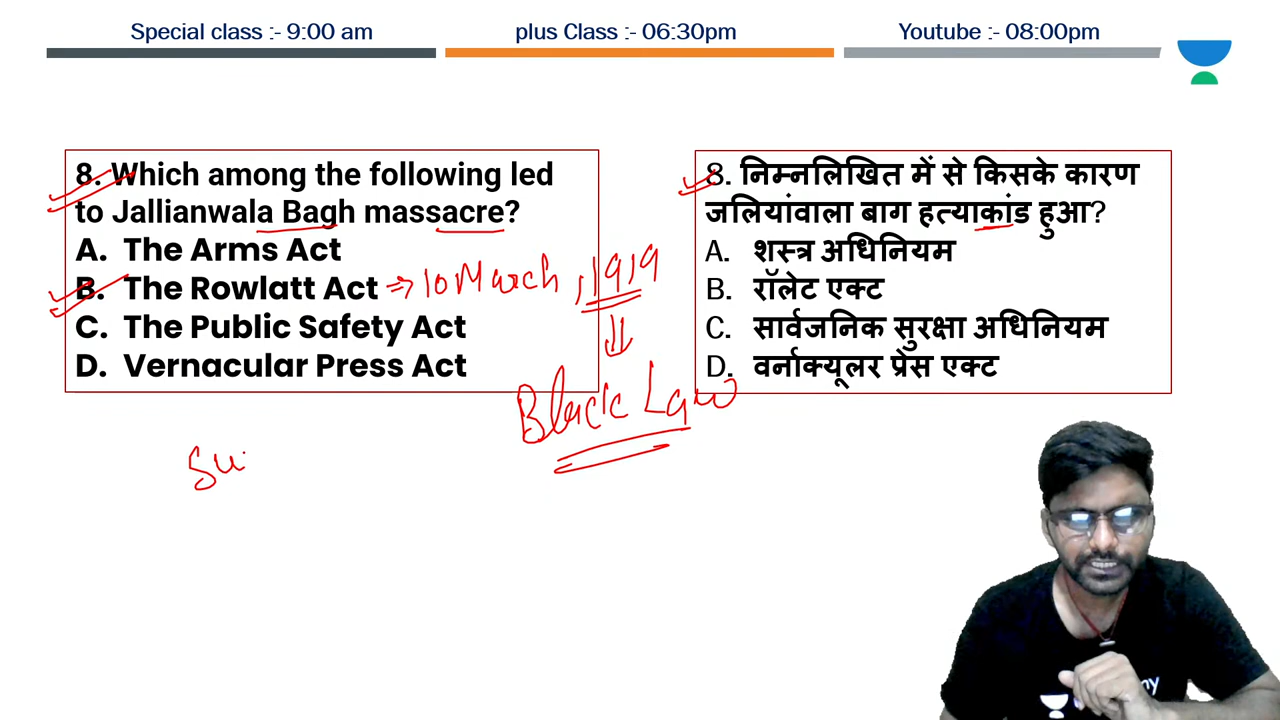 Special class :- 9:00 am
plus Class :- 06:30pm
Youtube :- 08:00pm
8. Which among the following led
to Jallianwala Bagh massacre?
A. The Arms Act
B. The Rowlatt Act ⇒ 10 March, 1919
C. The Public Safety Act
D. Vernacular Press Act
Black Law
Su
8. निम्नलिखित में से किसके कारण
जलियांवाला बाग हत्याकांड हुआ?
A. शस्त्र अधिनियम
B. रॉलेट एक्ट
C. सार्वजनिक सुरक्षा अधिनियम
D. वर्नाक्यूलर प्रेस एक्ट